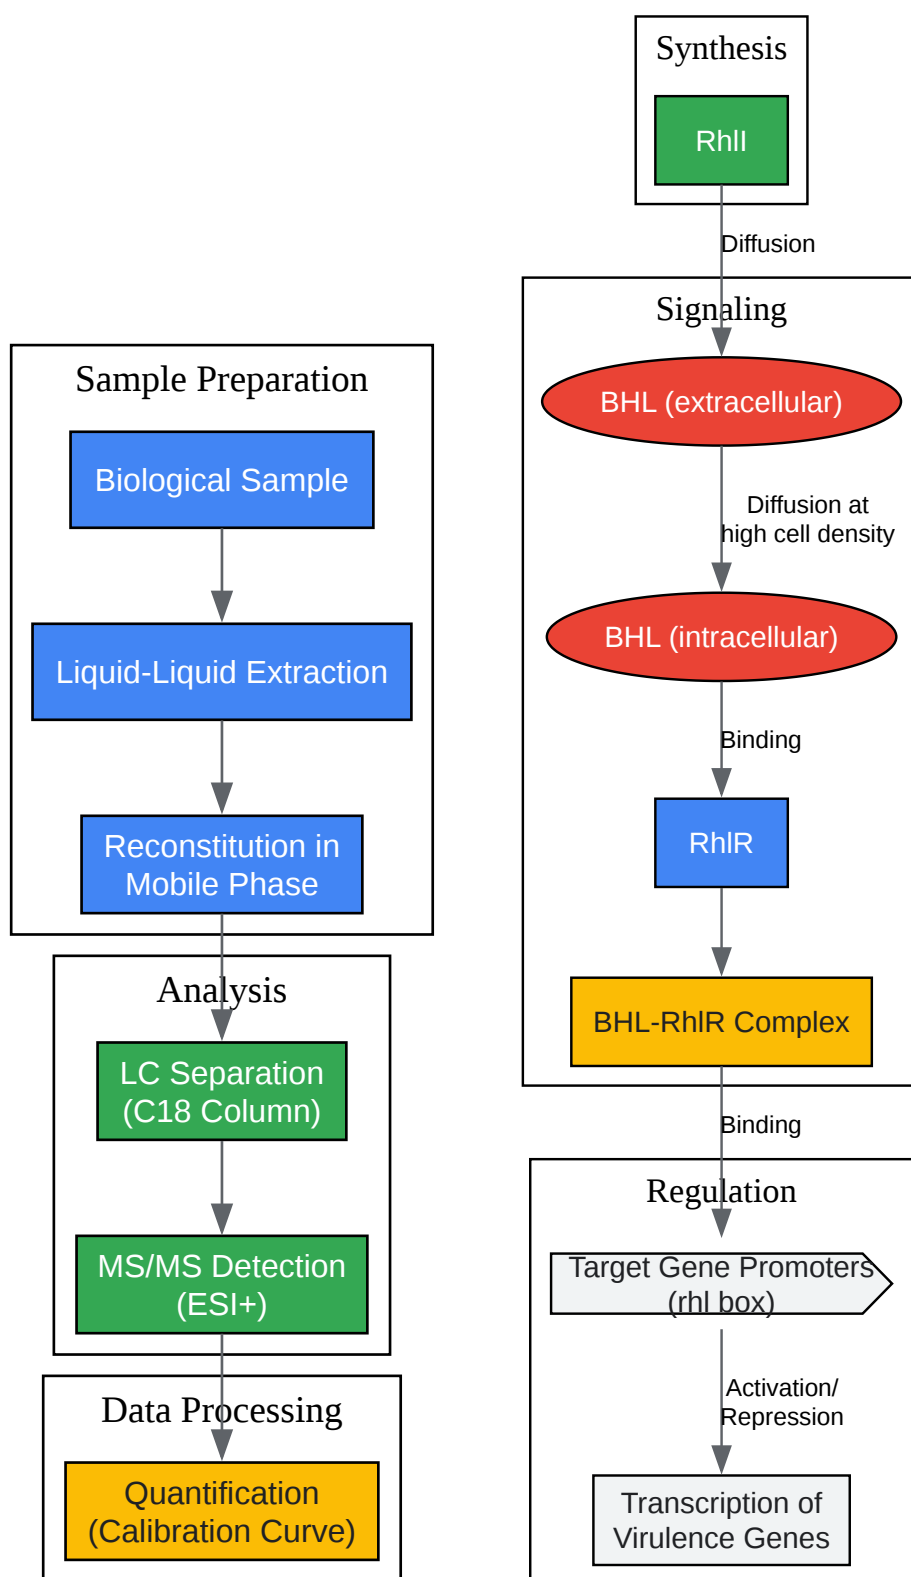 Sample Preparation
Biological Sample
Liquid-Liquid Extraction
Reconstitution in
Mobile Phase
Analysis
LC Separation
(C18 Column)
MS/MS Detection
(ESI+)
Data Processing
Quantification
(Calibration Curve)
Synthesis
RhlI
Diffusion
Signaling
BHL (extracellular)
Diffusion at
high cell density
BHL (intracellular)
Binding
RhlR
BHL-RhlR Complex
Binding
Regulation
Target Gene Promoters
(rhl box)
Activation/
Repression
Transcription of
Virulence Genes